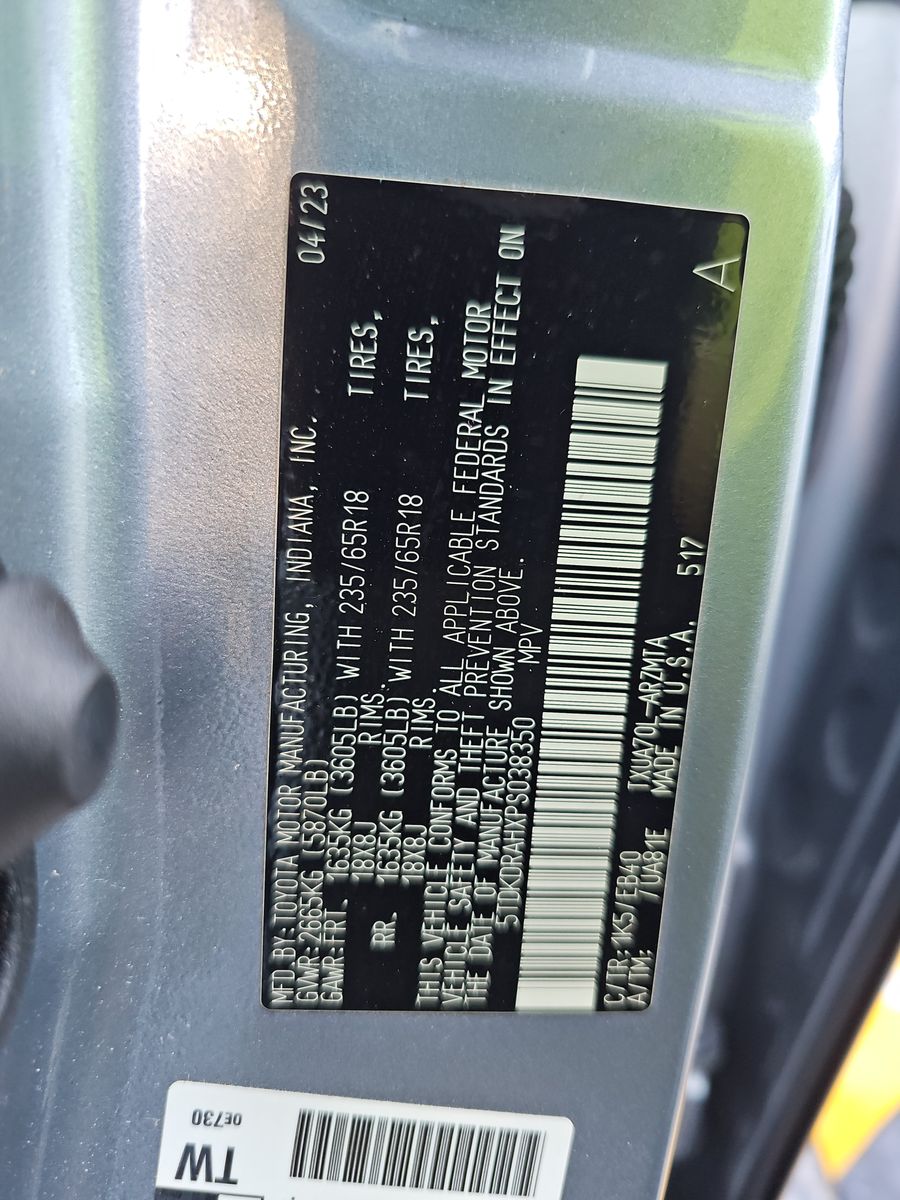 MFD.BY:TOYOTA MOTOR MANUFACTURING, INDIANA, INC. 04/23
GVWR:2665KG (5870LB)
GAWR:FRT. 1635KG (3605LB) WITH 235/65R18 TIRES,
18X8J RIMS.
RR. 1635KG (3605LB) WITH 235/65R18 TIRES,
18X8J RIMS.
THIS VEHICLE CONFORMS TO ALL APPLICABLE FEDERAL MOTOR
VEHICLE SAFETY AND THEFT PREVENTION STANDARDS IN EFFECT ON
THE DATE OF MANUFACTURE SHOWN ABOVE.
5TDKDRAHXPS038350 MPV
C/TR:1K5/FB40 TXUA70L-ARZMTA 517
A/TM: /UA81E MADE IN U.S.A. A
0E730
TW